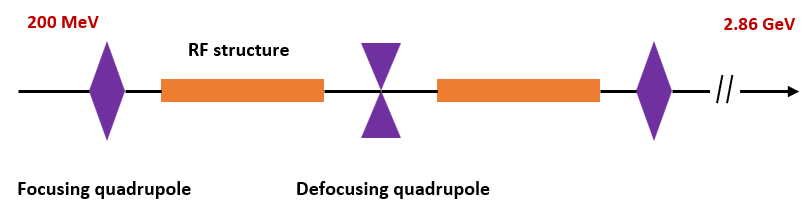 200 MeV
2.86 GeV
RF structure
Focusing quadrupole
Defocusing quadrupole